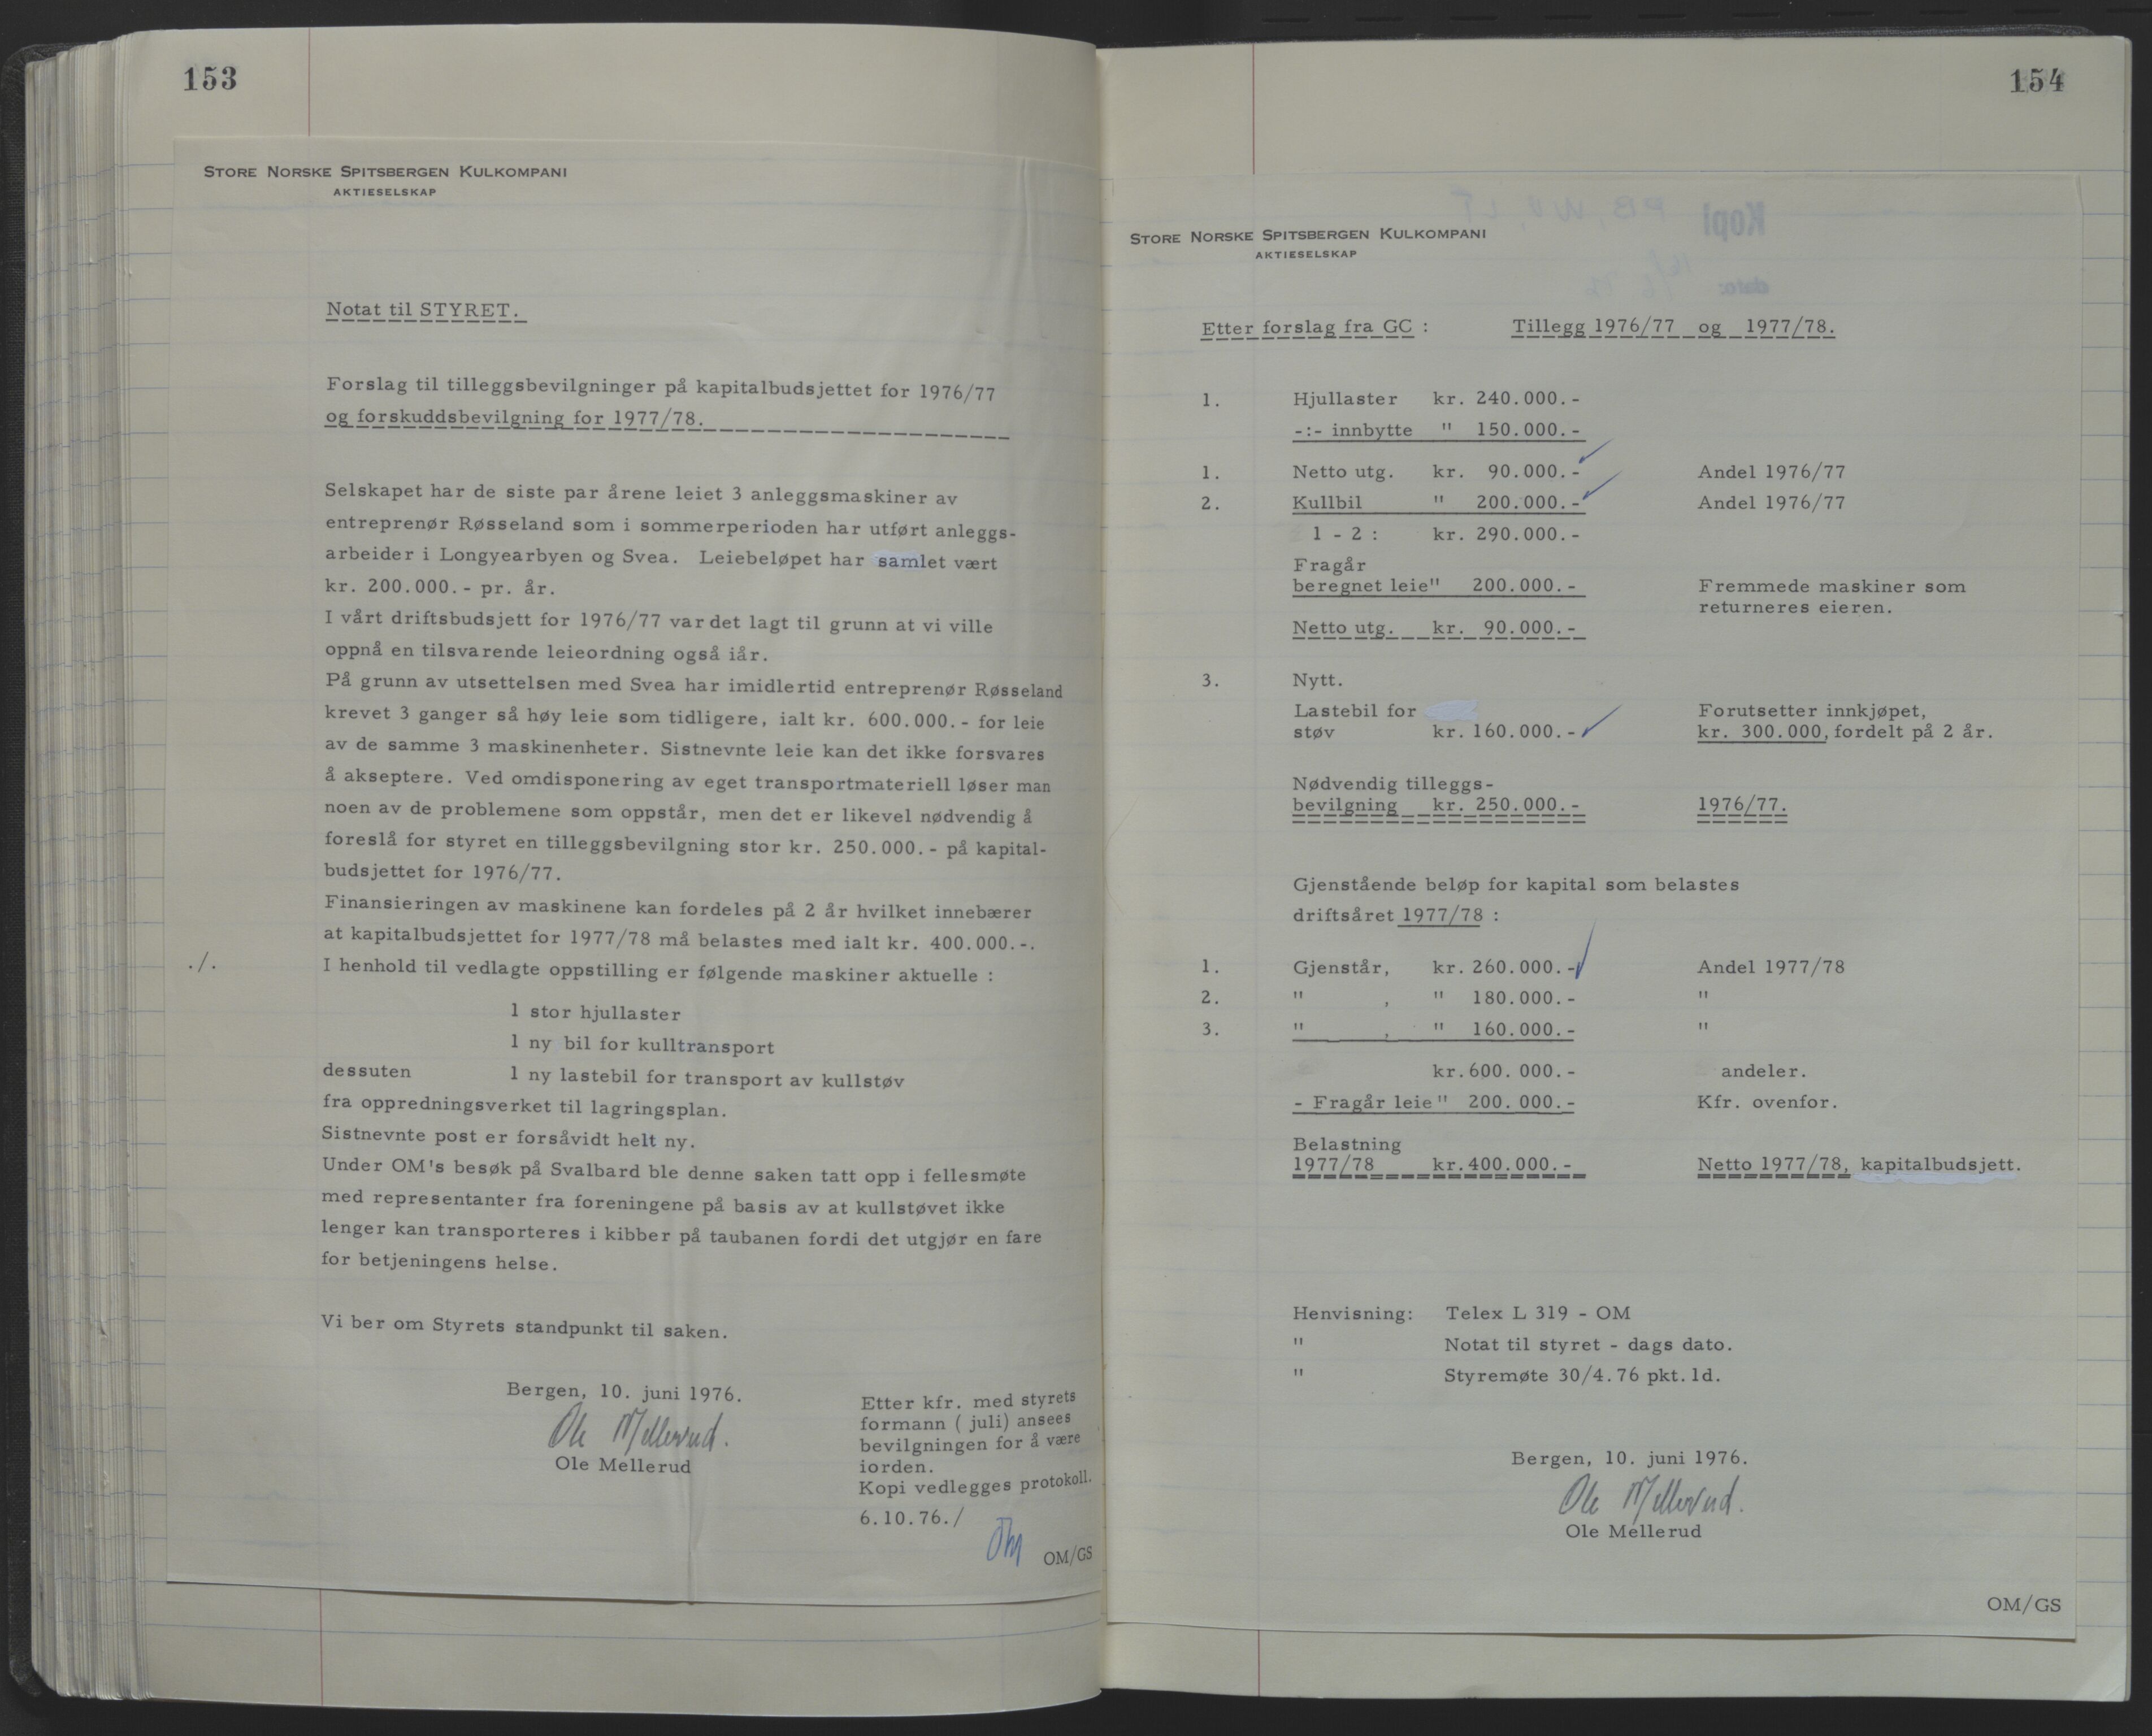 153
STORE NORSKE SPITSBERGEN KULKOMPANI
AKTIESELSKAP
Notat til STYRET.
Forslag til tilleggsbevilgninger på kapitalbudsjettet for 1976/77
og forskuddsbevilgning for 1977/78.
Selskapet har de siste par årene leiet 3 anleggsmaskiner av
entreprenør Røsseland som i sommerperioden har utført anleggs-
arbeider i Longyearbyen og Svea. Leiebeløpet har samlet vært
kr. 200.000.- pr. år.
I vårt driftsbudsjett for 1976/77 var det lagt til grunn at vi ville
oppnå en tilsvarende leieordning også iår.
På grunn av utsettelsen med Svea har imidlertid entreprenør Røsseland
krevet 3 ganger så høy leie som tidligere, ialt kr. 600.000.- for leie
av de samme 3 maskinenheter. Sistnevnte leie kan det ikke forsvares
å akseptere. Ved omdisponering av eget transportmateriell løser man
noen av de problemene som oppstår, men det er likevel nødvendig å
foreslå for styret en tilleggsbevilgning stor kr. 250.000.- på kapital-
budsjettet for 1976/77.
Finansieringen av maskinene kan fordeles på 2 år hvilket innebærer
at kapitalbudsjettet for 1977/78 må belastes med ialt kr. 400.000.-.
./. I henhold til vedlagte oppstilling er følgende maskiner aktuelle :
1 stor hjullaster
1 ny bil for kulltransport
dessuten 1 ny lastebil for transport av kullstøv
fra oppredningsverket til lagringsplan.
Sistnevnte post er forsåvidt helt ny.
Under OM's besøk på Svalbard ble denne saken tatt opp i fellesmøte
med representanter fra foreningene på basis av at kullstøvet ikke
lenger kan transporteres i kibber på taubanen fordi det utgjør en fare
for betjeningens helse.
Vi ber om Styrets standpunkt til saken.
Bergen, 10. juni 1976.
Ole Mellerud.
Ole Mellerud
Etter kfr. med styrets
formann ( juli) ansees
bevilgningen for å være
iorden.
Kopi vedlegges protokoll.
6.10.76./
OM
OM/GS
154
Kopi
dato:
STORE NORSKE SPITSBERGEN KULKOMPANI
AKTIESELSKAP
Etter forslag fra GC : Tillegg 1976/77 og 1977/78.
1. Hjullaster kr. 240.000.-
-:- innbytte " 150.000.-
1. Netto utg. kr. 90.000.- Andel 1976/77
2. Kullbil " 200.000.- Andel 1976/77
1 - 2 : kr. 290.000.-
Fragår
beregnet leie" 200.000.- Fremmede maskiner som
returneres eieren.
Netto utg. kr. 90.000.-
3. Nytt.
Lastebil for Forutsetter innkjøpet,
støv kr. 160.000.- kr. 300.000, fordelt på 2 år.
Nødvendig tilleggs-
bevilgning kr. 250.000.- 1976/77.
Gjenstående beløp for kapital som belastes
driftsåret 1977/78 :
1. Gjenstår, kr. 260.000.- Andel 1977/78
2. " , " 180.000.- "
3. " , " 160.000.- "
kr. 600. 000.- andeler.
- Fragår leie" 200. 000.- Kfr. ovenfor.
Belastning
1977/78 kr. 400.000.- Netto 1977/78, kapitalbudsjett.
Henvisning: Telex L 319 - OM
" Notat til styret - dags dato.
" Styremøte 30/4.76 pkt. 1d.
Bergen, 10. juni 1976.
Ole Mellerud.
Ole Mellerud
OM/GS